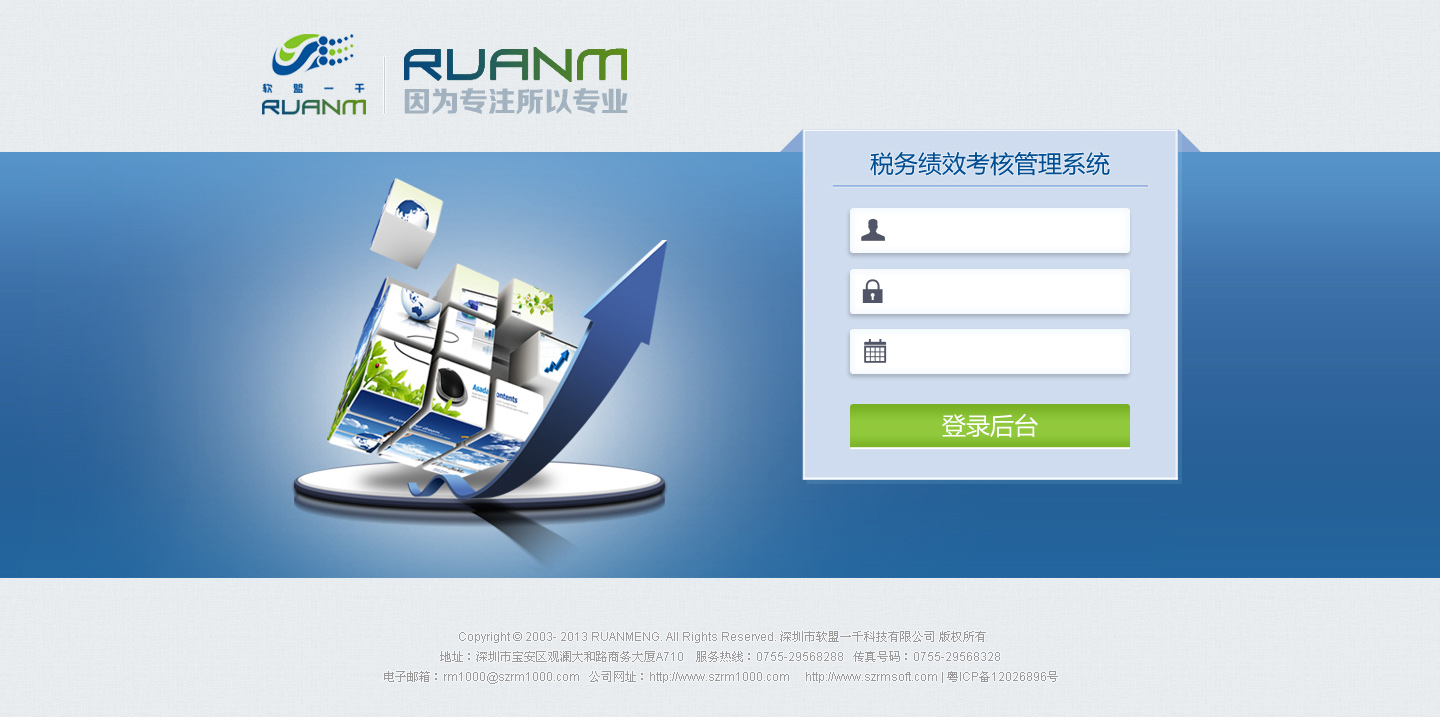 软盟一千
RUANM
RUANM
因为专注所以专业
税务绩效考核管理系统
Contents
登录后台
Copyright © 2003- 2013 RUANMENG. All Rights Reserved. 深圳市软盟一千科技有限公司 版权所有
地址：深圳市宝安区观澜大和路商务大厦A710 服务热线：0755-29568288 传真号码：0755-29568328
电子邮箱：rm1000@szrm1000.com 公司网址：http://www.szrm1000.com http://www.szrmsoft.com | 粤ICP备12026896号